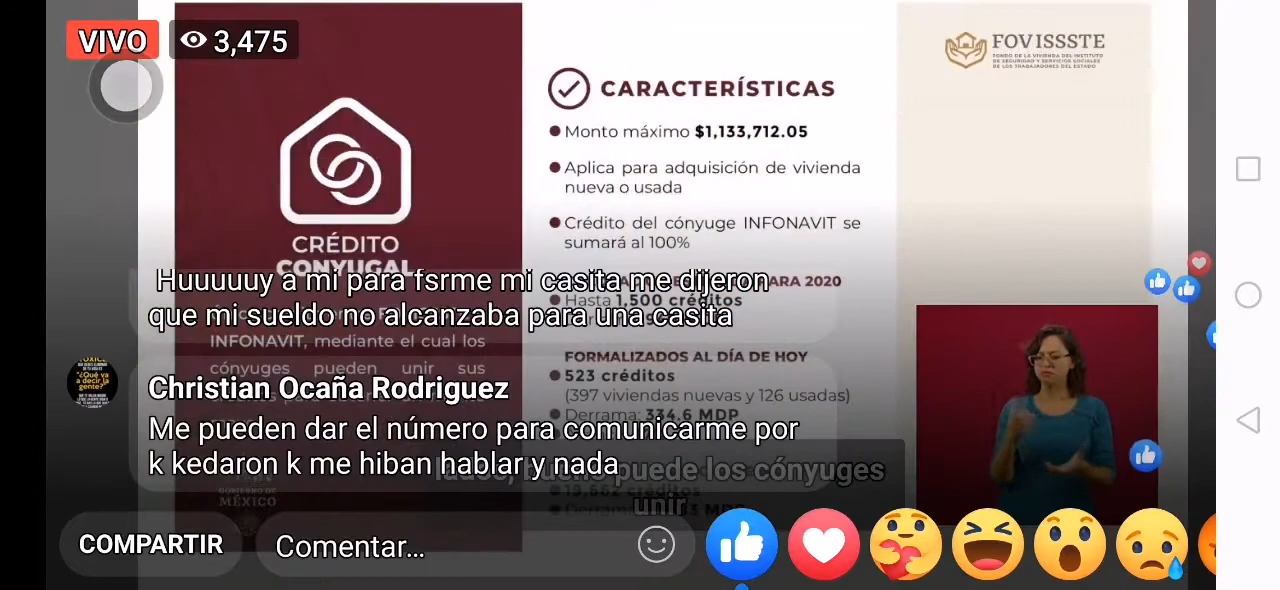 VIVO 3,475
FOVISSSTE
FONDO DE LA VIVIENDA DEL INSTITUTO
DE SEGURIDAD Y SERVICIOS SOCIALES
DE LOS TRABAJADORES DEL ESTADO
CARACTERÍSTICAS
Monto máximo $1,133,712.05
Aplica para adquisición de vivienda
nueva o usada
Crédito del cónyuge INFONAVIT se
sumará al 100%
CRÉDITO
CONYUGAL
INFONAVIT, mediante el cual los
cónyuges pueden unir sus
ARA 2020
Hasta 1,500 créditos
FORMALIZADOS AL DÍA DE HOY
523 créditos
(397 viviendas nuevas y 126 usadas)
Derrama: 334.6 MDP
Huuuuuy a mi para fsrme mi casita me dijeron
que mi sueldo no alcanzaba para una casita
Christian Ocaña Rodriguez
Me pueden dar el número para comunicarme por
k kedaron k me hiban hablar y nada
puede los cónyuges
unir
GOBIERNO DE
MÉXICO
COMPARTIR
Comentar...